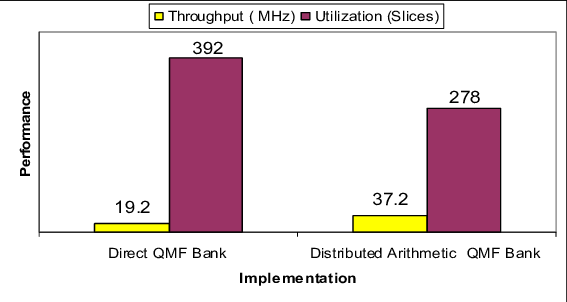 Throughput ( MHz) Utilization (Slices)
392
278
37.2
19.2
Performance
Direct QMF Bank Distributed Arithmetic QMF Bank
Implementation